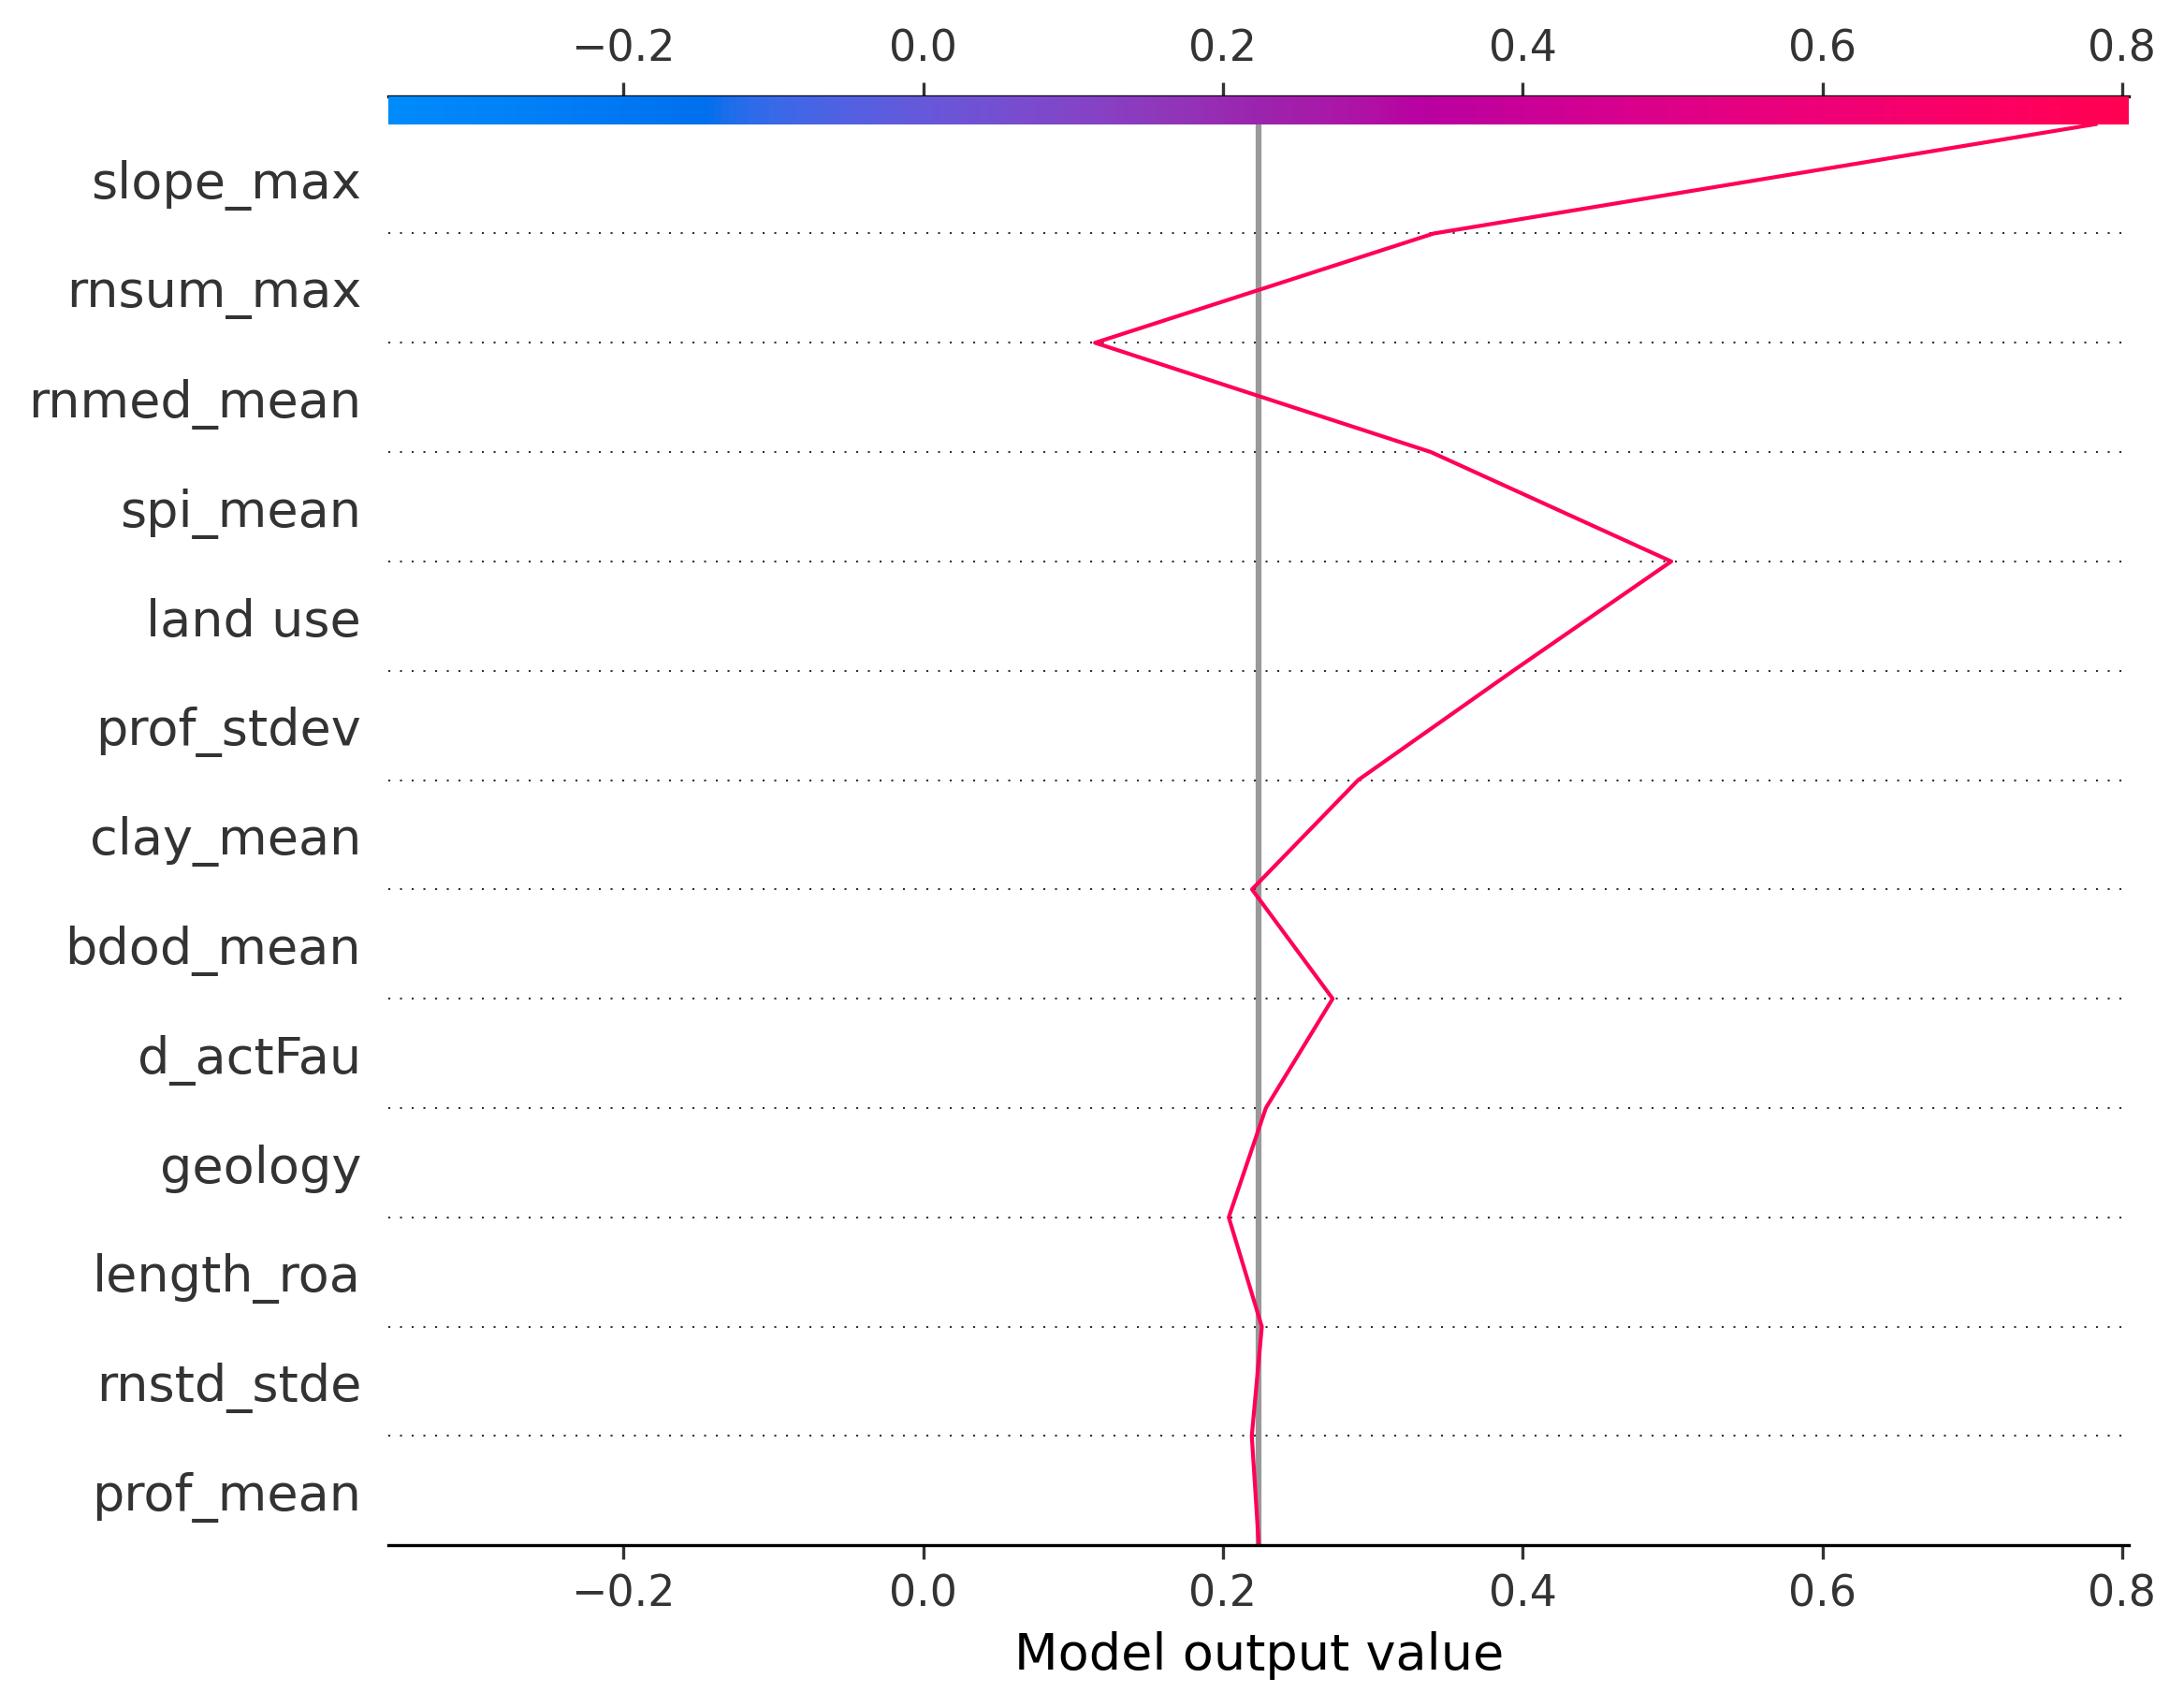 −0.2 0.0 0.2 0.4 0.6 0.8
slope_max
rnsum_max
rnmed_mean
spi_mean
land use
prof_stdev
clay_mean
bdod_mean
d_actFau
geology
length_roa
rnstd_stde
prof_mean
−0.2 0.0 0.2 0.4 0.6 0.8
Model output value